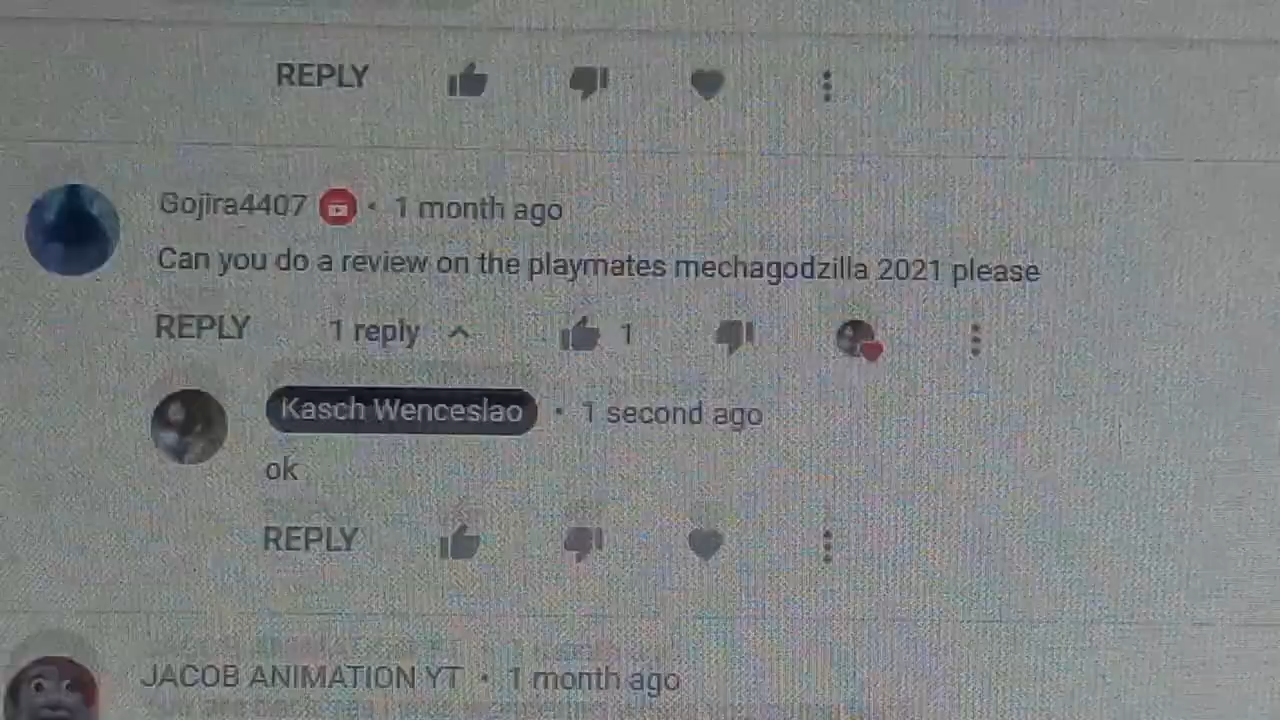 REPLY
Gojira4407 • 1 month ago
Can you do a review on the playmates mechagodzilla 2021 please
REPLY 1 reply 1
Kasch Wenceslao • 1 second ago
ok
REPLY
JACOB ANIMATION YT • 1 month ago